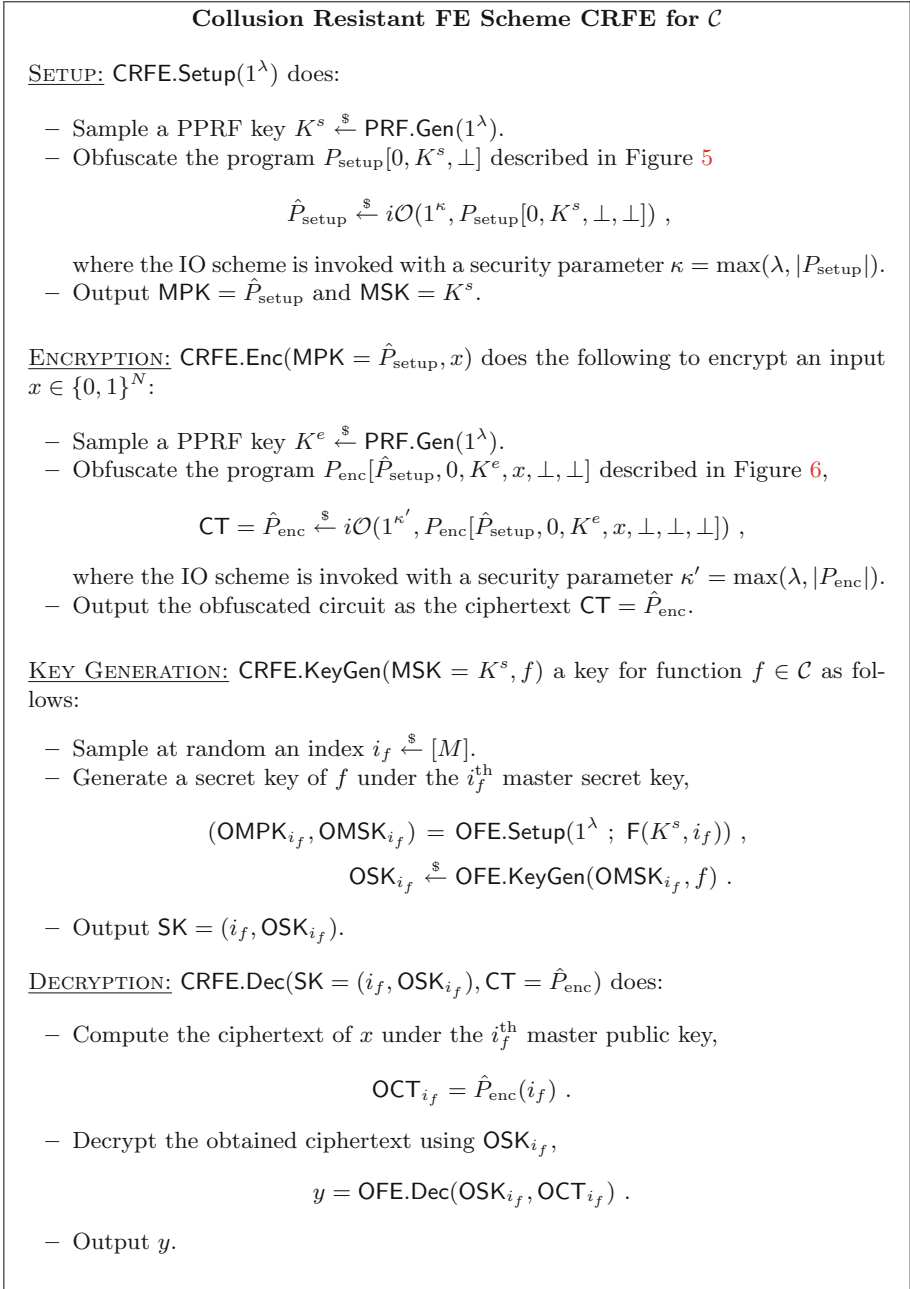 Collusion Resistant FE Scheme CRFE for 𝒞
SETUP: CRFE.Setup(1^λ) does:
– Sample a PPRF key K^s ←$ PRF.Gen(1^λ).
– Obfuscate the program P_setup[0, K^s, ⊥] described in Figure 5
P̂_setup ←$ i𝒪(1^κ, P_setup[0, K^s, ⊥, ⊥]) ,
where the IO scheme is invoked with a security parameter κ = max(λ, |P_setup|).
– Output MPK = P̂_setup and MSK = K^s.
ENCRYPTION: CRFE.Enc(MPK = P̂_setup, x) does the following to encrypt an input
x ∈ {0, 1}^N:
– Sample a PPRF key K^e ←$ PRF.Gen(1^λ).
– Obfuscate the program P_enc[P̂_setup, 0, K^e, x, ⊥, ⊥] described in Figure 6,
CT = P̂_enc ←$ i𝒪(1^κ′, P_enc[P̂_setup, 0, K^e, x, ⊥, ⊥, ⊥]) ,
where the IO scheme is invoked with a security parameter κ′ = max(λ, |P_enc|).
– Output the obfuscated circuit as the ciphertext CT = P̂_enc.
KEY GENERATION: CRFE.KeyGen(MSK = K^s, f) a key for function f ∈ 𝒞 as fol-
lows:
– Sample at random an index i_f ←$ [M].
– Generate a secret key of f under the i_f^th master secret key,
(OMPK_{i_f}, OMSK_{i_f}) = OFE.Setup(1^λ ; F(K^s, i_f)) ,
OSK_{i_f} ←$ OFE.KeyGen(OMSK_{i_f}, f) .
– Output SK = (i_f, OSK_{i_f}).
DECRYPTION: CRFE.Dec(SK = (i_f, OSK_{i_f}), CT = P̂_enc) does:
– Compute the ciphertext of x under the i_f^th master public key,
OCT_{i_f} = P̂_enc(i_f) .
– Decrypt the obtained ciphertext using OSK_{i_f},
y = OFE.Dec(OSK_{i_f}, OCT_{i_f}) .
– Output y.